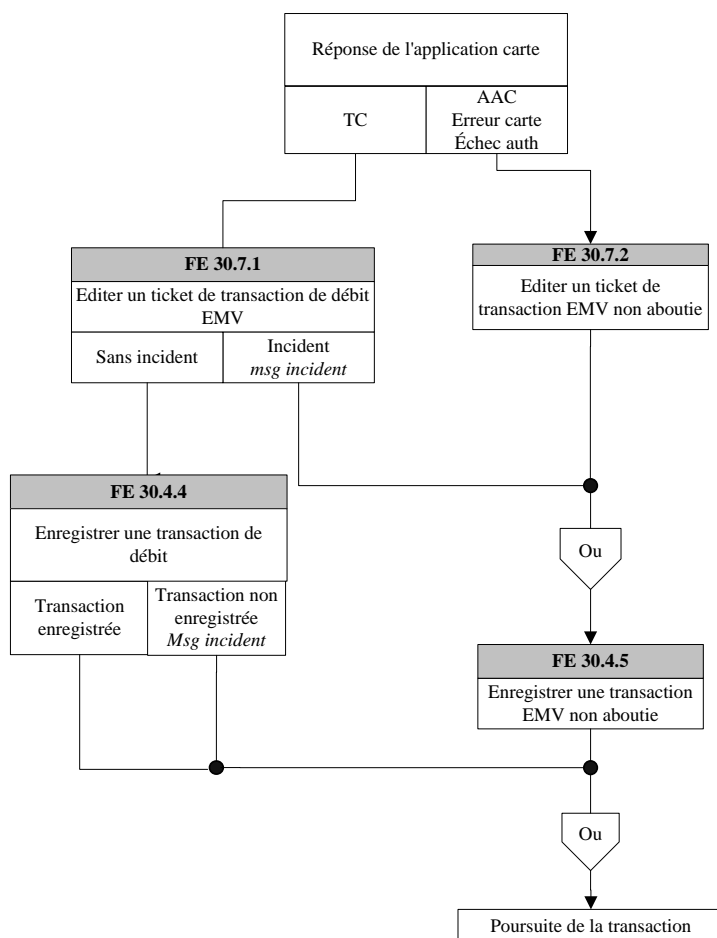 Réponse de l'application carte
TC
AAC
Erreur carte
Échec auth
FE 30.7.1
Editer un ticket de transaction de débit
EMV
Sans incident
Incident
msg incident
FE 30.7.2
Editer un ticket de
transaction EMV non aboutie
FE 30.4.4
Enregistrer une transaction de
débit
Transaction
enregistrée
Transaction non
enregistrée
Msg incident
Ou
FE 30.4.5
Enregistrer une transaction
EMV non aboutie
Ou
Poursuite de la transaction